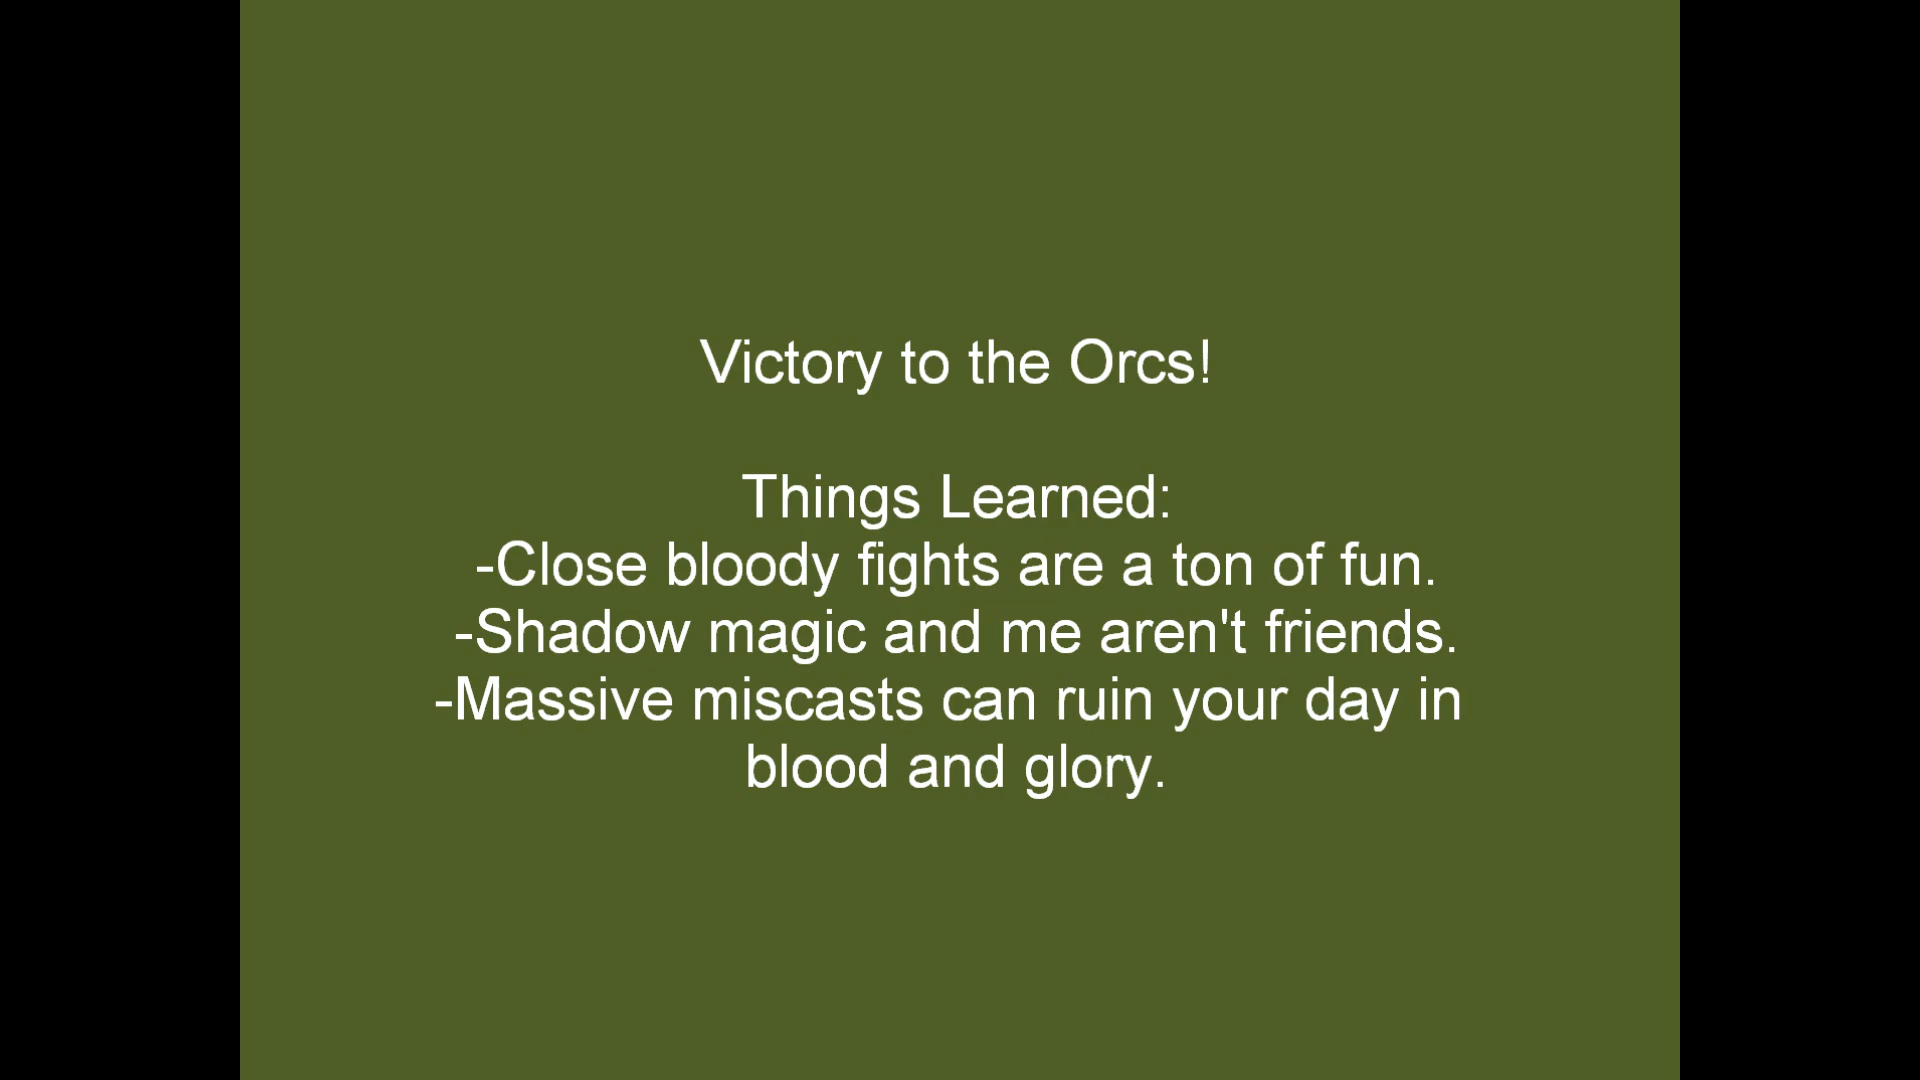 Victory to the Orcs!
Things Learned:
-Close bloody fights are a ton of fun.
-Shadow magic and me aren't friends.
-Massive miscasts can ruin your day in
blood and glory.